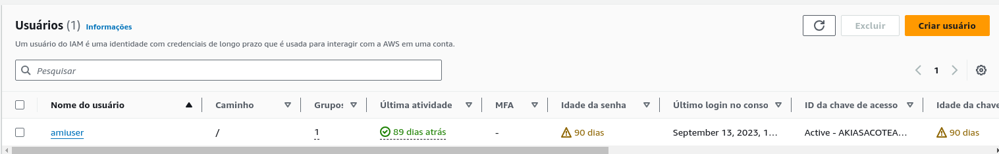 Usuários (1) Informações
Excluir
Criar usuário
Um usuário do IAM é uma identidade com credenciais de longo prazo que é usada para interagir com a AWS em uma conta.
Pesquisar
1
Nome do usuário Caminho Grupos Última atividade MFA Idade da senha Último login no conso ID da chave de acesso Idade da chave
amiuser / 1 89 dias atrás - 90 dias September 13, 2023, 1... Active - AKIASACOTEA... 90 dias